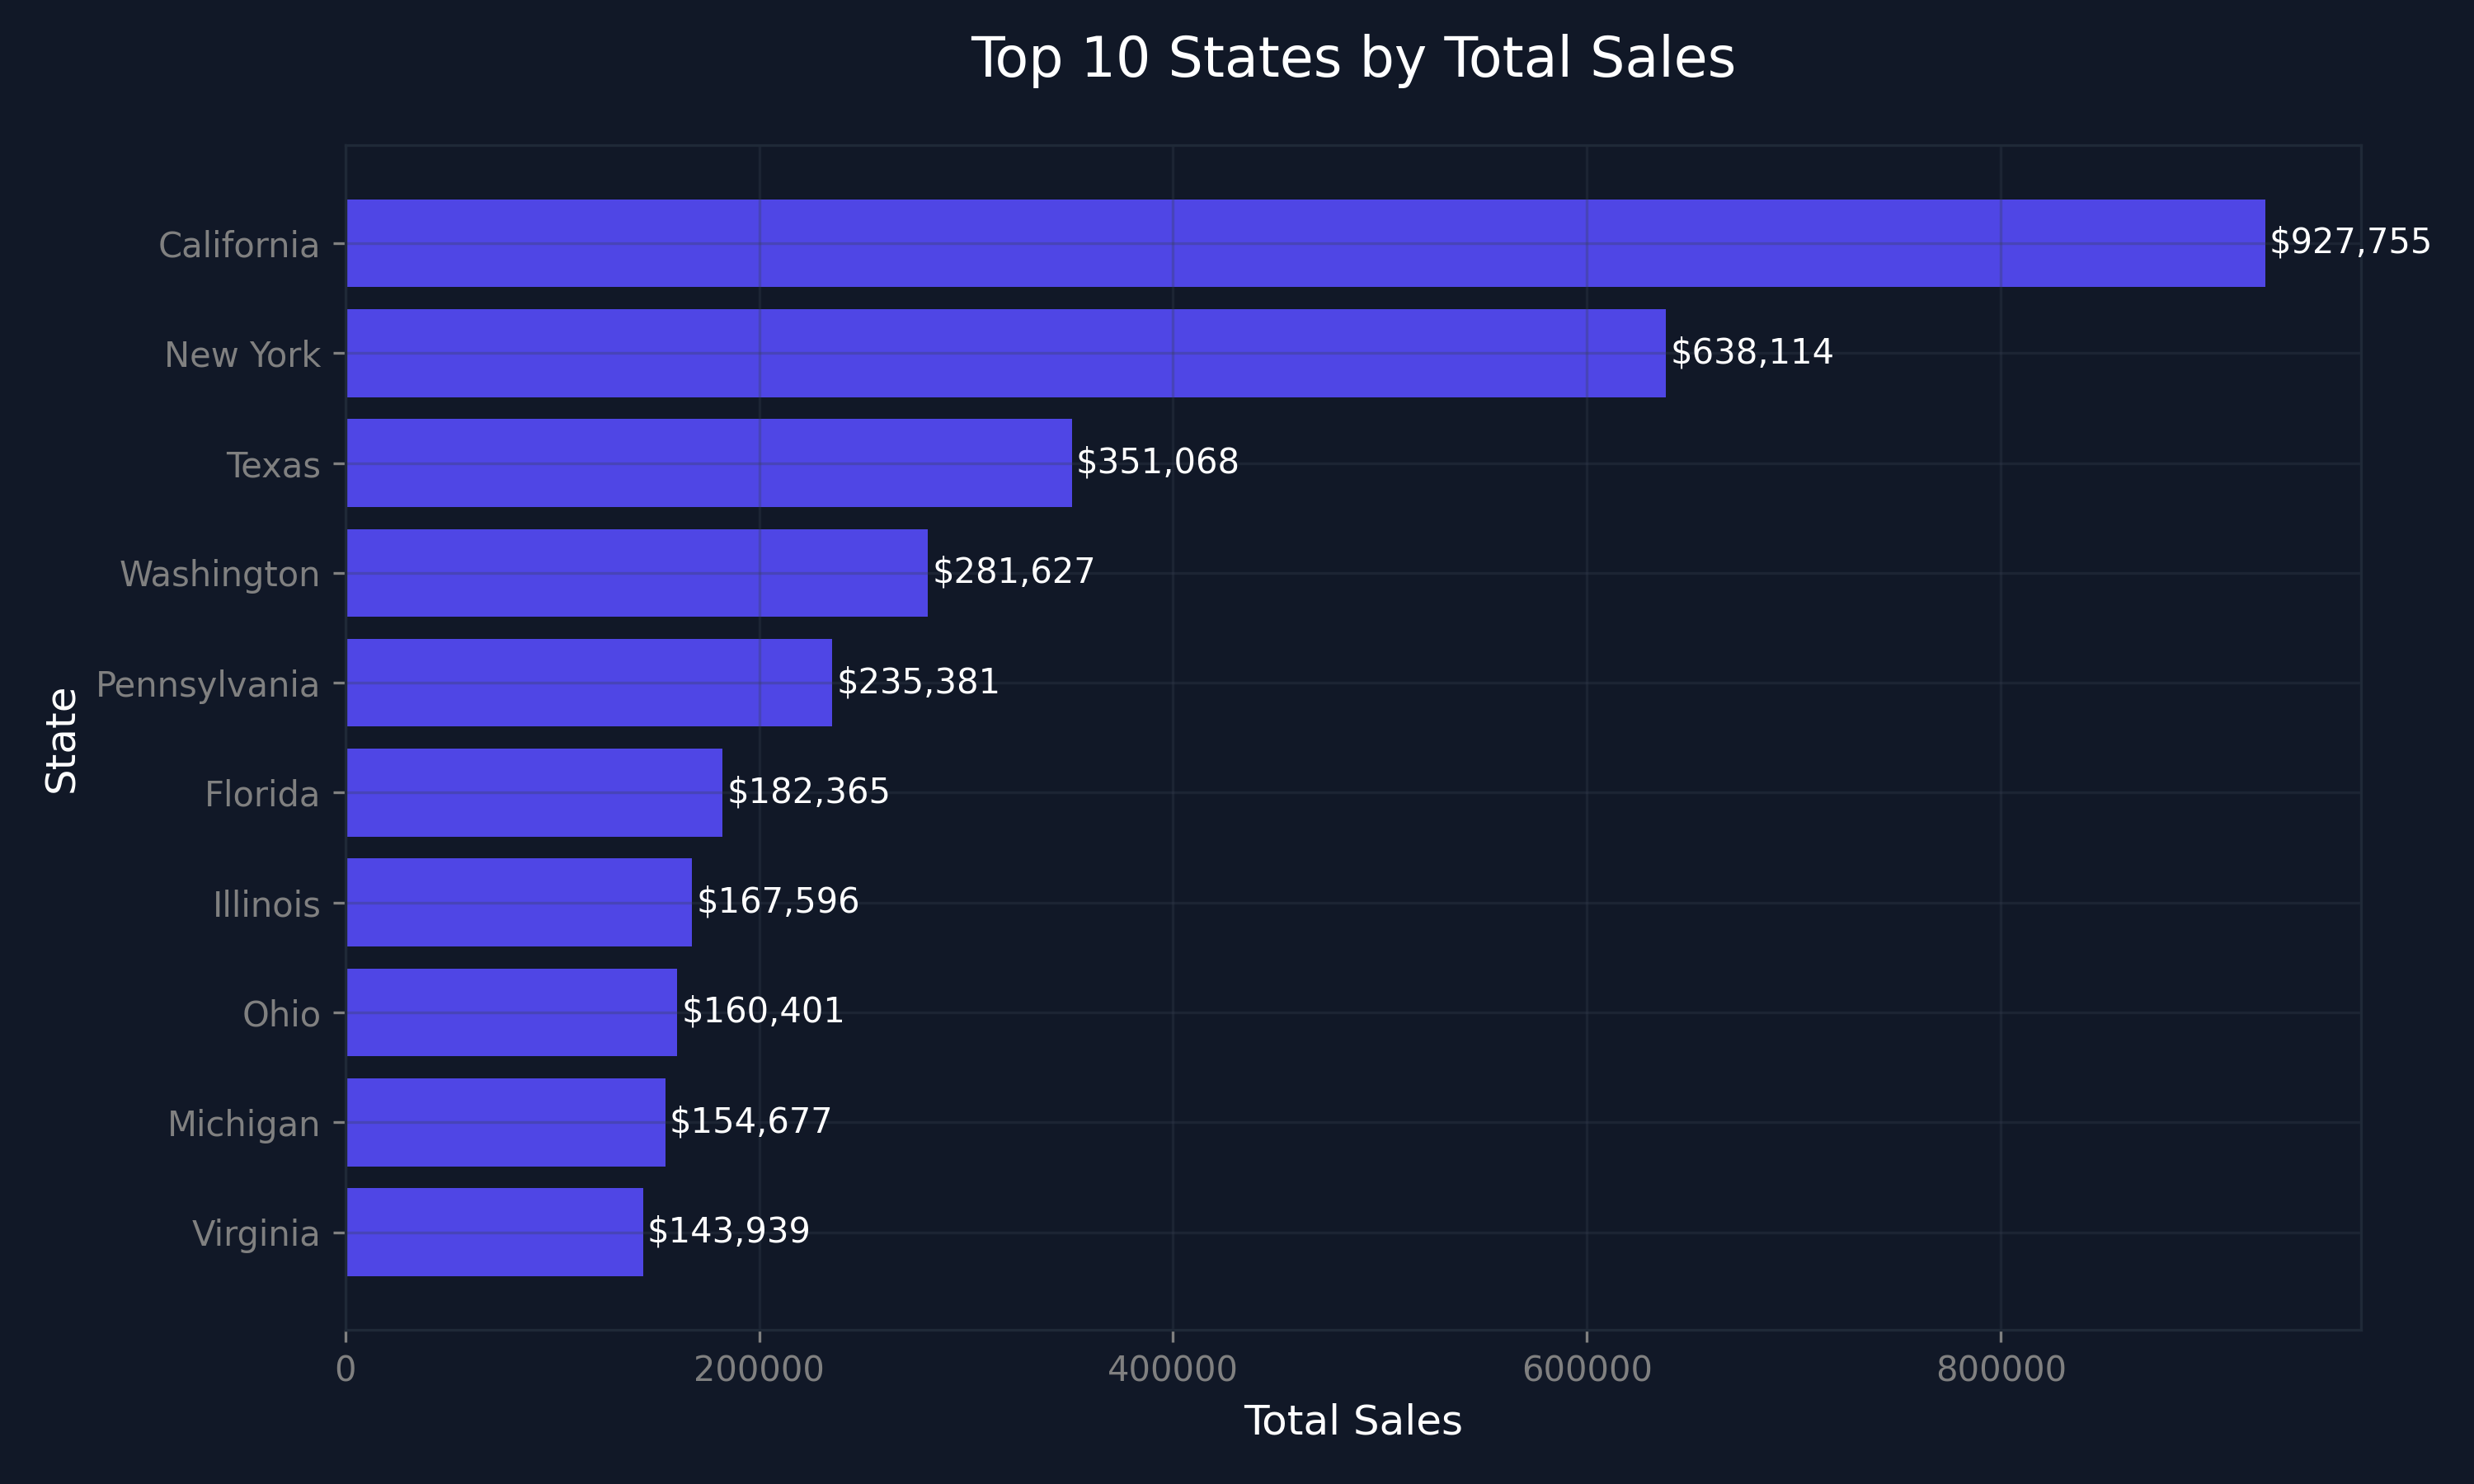 Top 10 States by Total Sales
California $927,755
New York $638,114
Texas $351,068
Washington $281,627
Pennsylvania $235,381
Florida $182,365
Illinois $167,596
Ohio $160,401
Michigan $154,677
Virginia $143,939
State
0 200000 400000 600000 800000
Total Sales